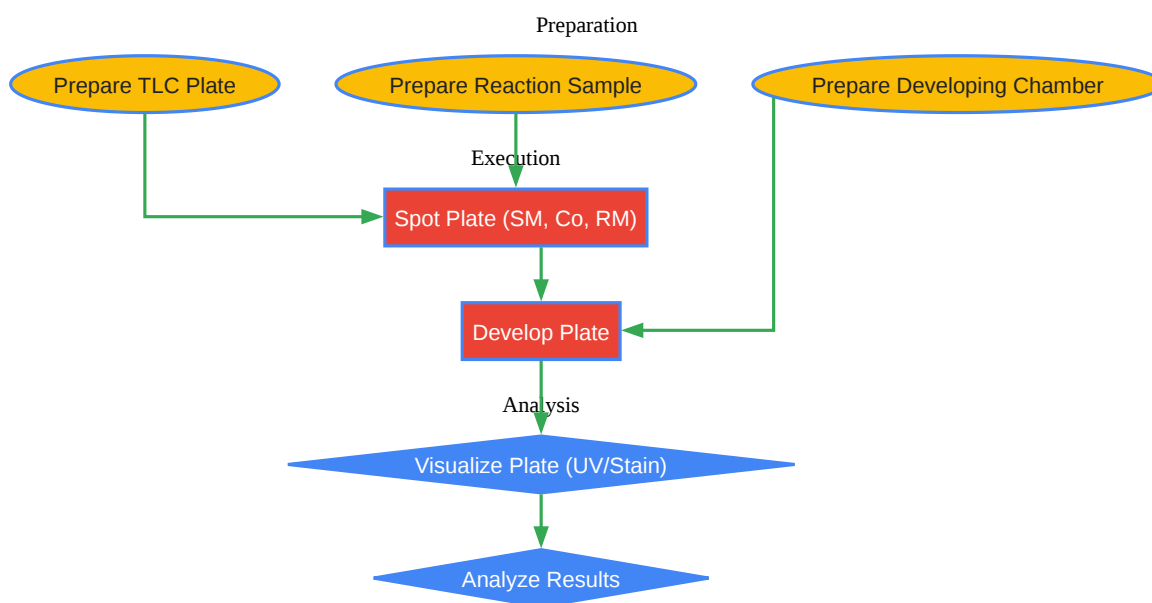 Preparation
Prepare TLC Plate
Prepare Reaction Sample
Prepare Developing Chamber
Execution
Spot Plate (SM, Co, RM)
Develop Plate
Analysis
Visualize Plate (UV/Stain)
Analyze Results